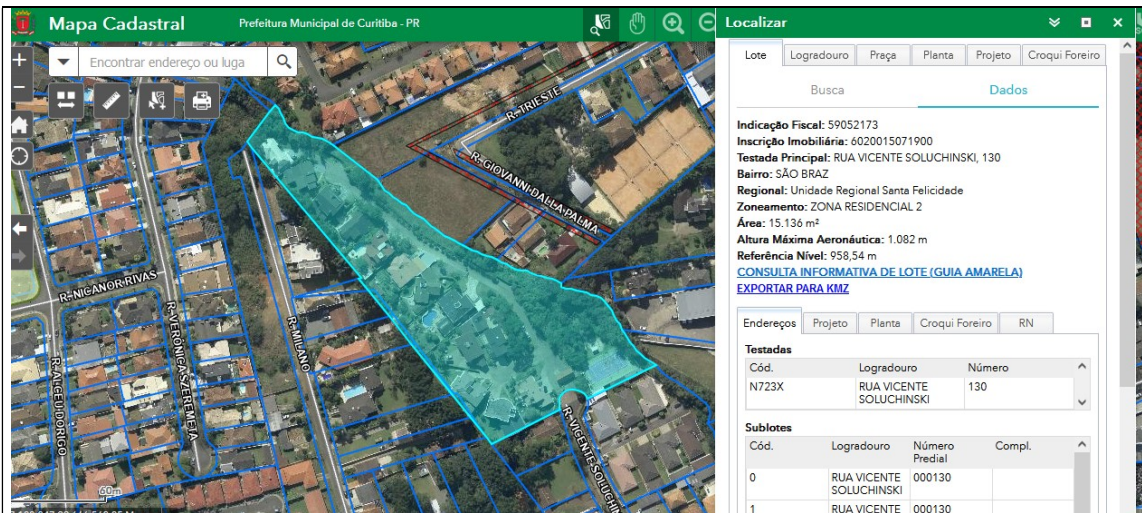 Mapa Cadastral
Prefeitura Municipal de Curitiba - PR
Encontrar endereço ou luga
R. TRIESTE
R. GIOVANNI DALLA PALMA
R. NICANOR RIVAS
R. VERÔNICA SZEREMETA
R. MILANO
R. ALCEU DORIGO
R. VICENTE SOLUCHIN
60m
Localizar
Lote Logradouro Praça Planta Projeto Croqui Foreiro
Busca Dados
Indicação Fiscal: 59052173
Inscrição Imobiliária: 6020015071900
Testada Principal: RUA VICENTE SOLUCHINSKI, 130
Bairro: SÃO BRAZ
Regional: Unidade Regional Santa Felicidade
Zoneamento: ZONA RESIDENCIAL 2
Área: 15.136 m²
Altura Máxima Aeronáutica: 1.082 m
Referência Nível: 958,54 m
CONSULTA INFORMATIVA DE LOTE (GUIA AMARELA)
EXPORTAR PARA KMZ
Endereços Projeto Planta Croqui Foreiro RN
Testadas
Cód. Logradouro Número
N723X RUA VICENTE 130
SOLUCHINSKI
Sublotes
Cód. Logradouro Número Compl.
Predial
0 RUA VICENTE 000130
SOLUCHINSKI
1 RUA VICENTE 000130